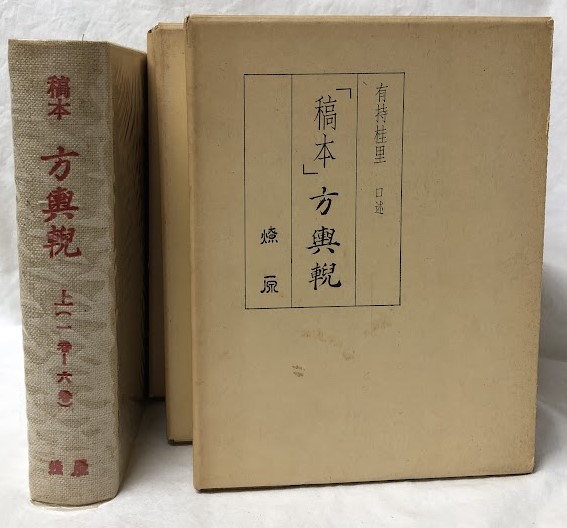 稿本 方輿輗
上(一巻―六巻)
燎原
有持桂里 口述
「稿本」方輿輗
燎原